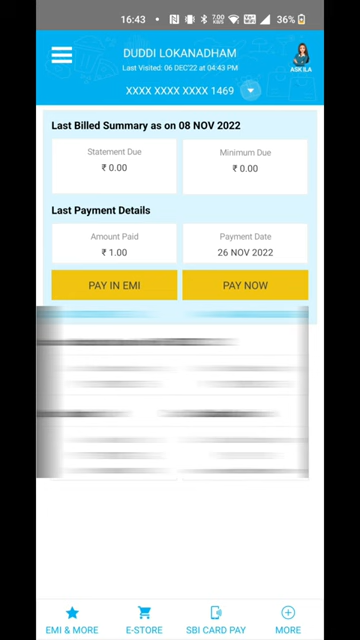 16:43
7.00
36%
DUDDI LOKANADHAM
Last Visited: 06 DEC'22 at 04:43 PM
ASK ILA
XXXX XXXX XXXX 1469
Last Billed Summary as on 08 NOV 2022
Statement Due
Minimum Due
₹ 0.00
₹ 0.00
Last Payment Details
Amount Paid
Payment Date
₹ 1.00
26 NOV 2022
PAY IN EMI
PAY NOW
EMI & MORE
E-STORE
SBI CARD PAY
MORE